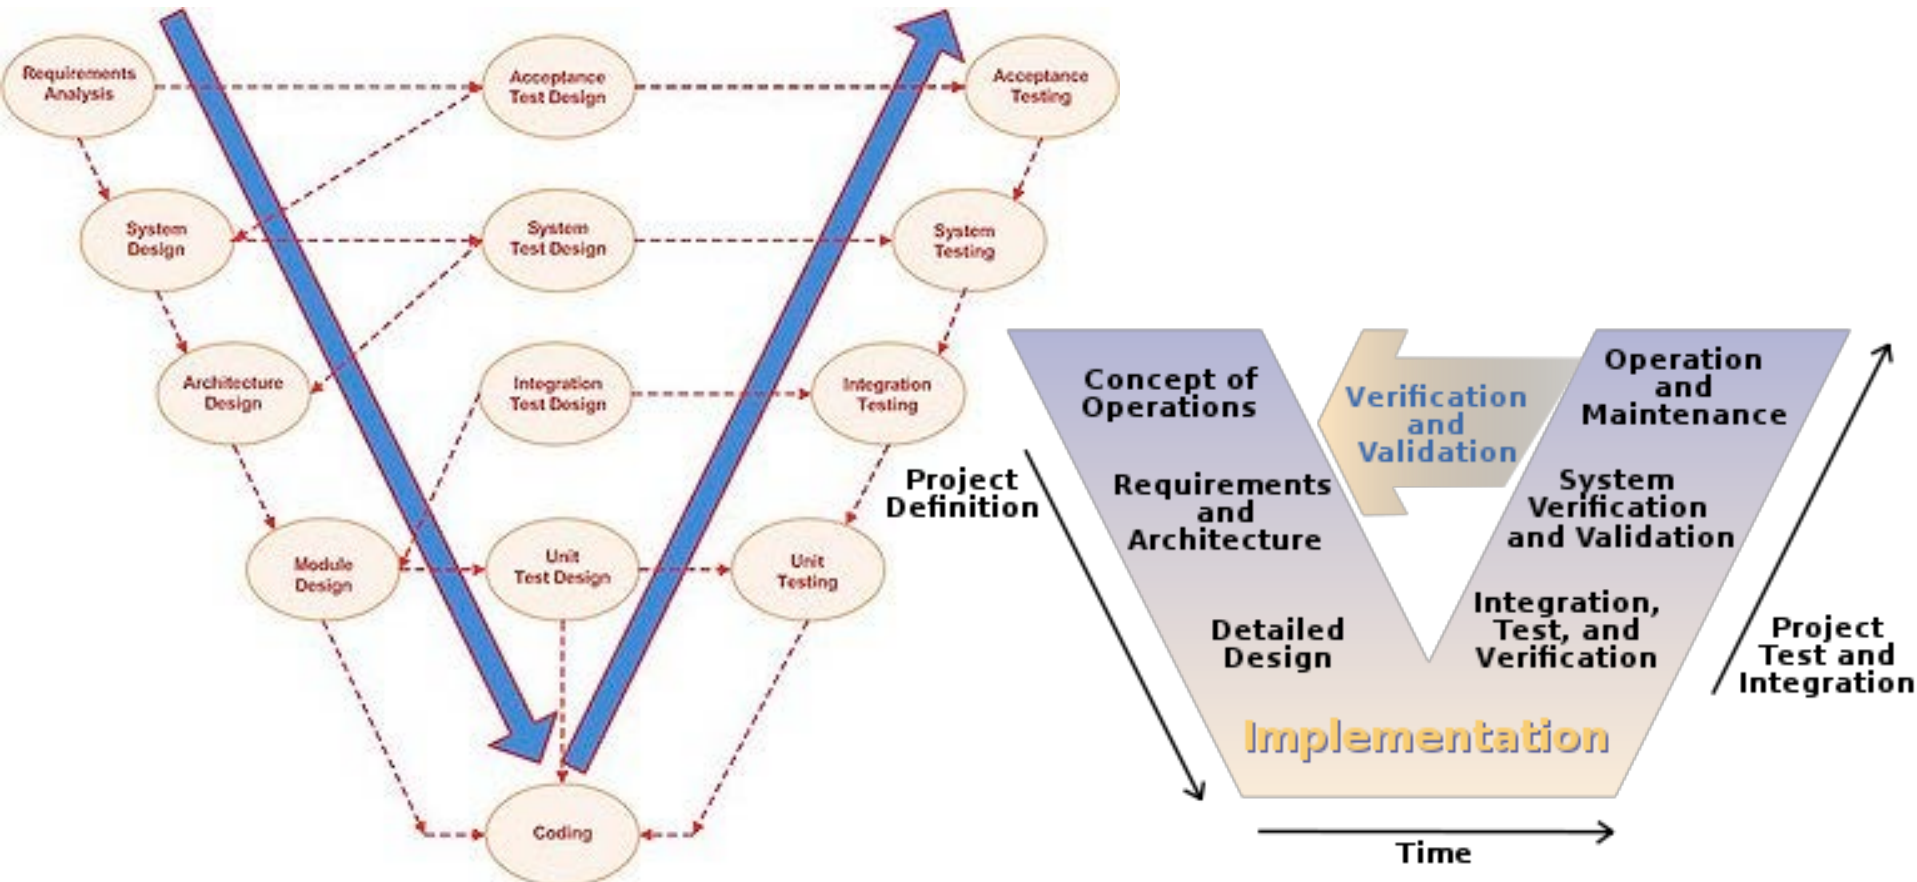 Requirements
Analysis
Acceptance
Test Design
Acceptance
Testing
System
Design
System
Test Design
System
Testing
Architecture
Design
Integration
Test Design
Integration
Testing
Module
Design
Unit
Test Design
Unit
Testing
Coding
Concept of
Operations
Verification
and
Validation
Operation
and
Maintenance
Project
Definition
Requirements
and
Architecture
System
Verification
and Validation
Detailed
Design
Integration,
Test, and
Verification
Project
Test and
Integration
Implementation
Time